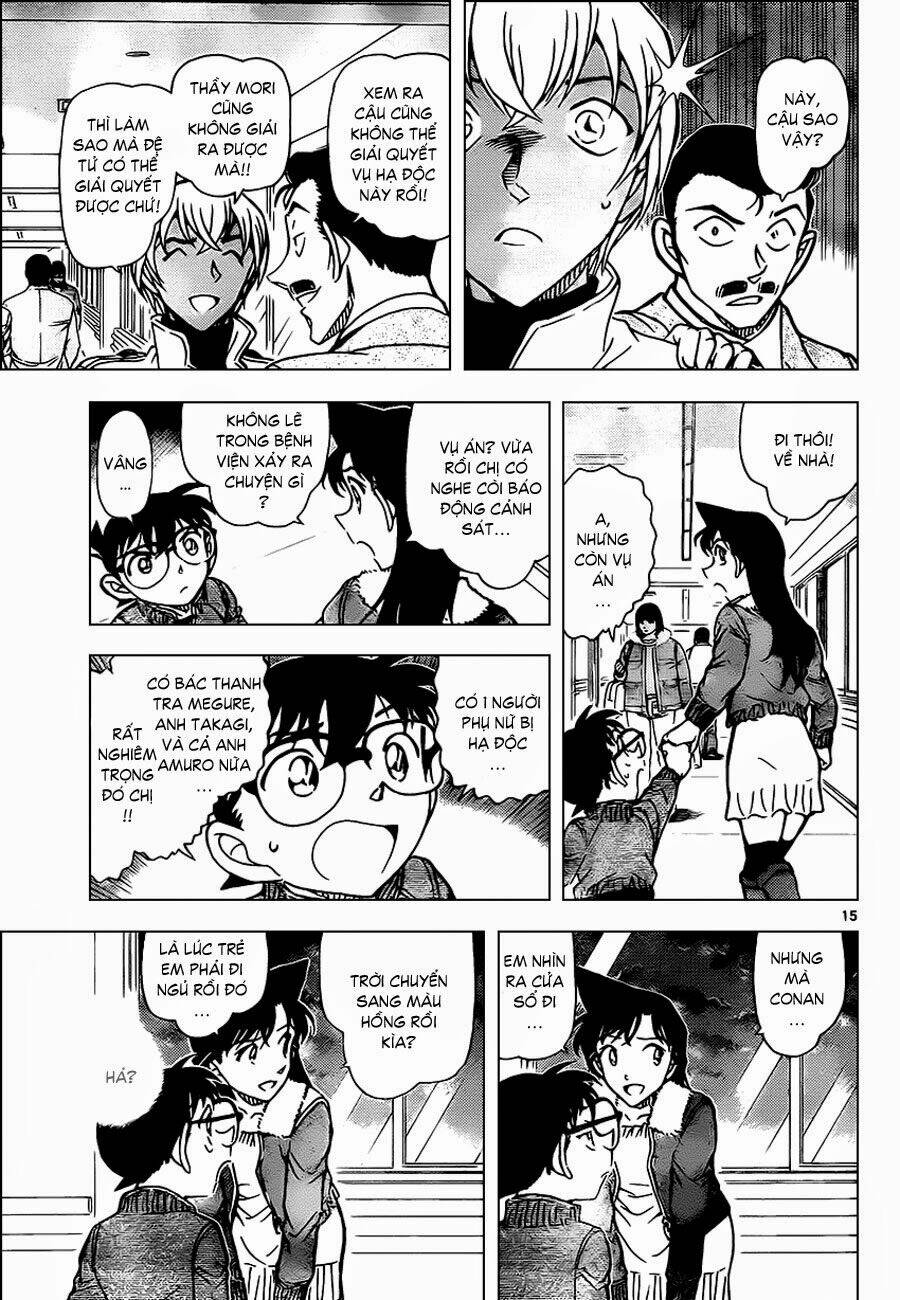 NÀY,
CẬU SAO
VẬY?
XEM RA
CẬU CŨNG
KHÔNG THỂ
GIẢI QUYẾT
VỤ HẠ ĐỘC
NÀY RỒI!
THẦY MORI
CŨNG
KHÔNG GIẢI
RA ĐƯỢC
MÀ!!
THÌ LÀM
SAO MÀ ĐỆ
TỬ CÓ THỂ
GIẢI QUYẾT
ĐƯỢC CHỨ!
ĐI THÔI!
VỀ NHÀ!
A,
NHƯNG
CÒN VỤ
ÁN
...
VỤ ÁN? VỪA
RỒI CHỊ CÓ
NGHE CÒI BÁO
ĐỘNG CẢNH
SÁT...
KHÔNG LẼ
TRONG BỆNH
VIỆN XẢY RA
CHUYỆN GÌ
?
VÂNG
...
CÓ 1 NGƯỜI
PHỤ NỮ BỊ
HẠ ĐỘC
...
CÓ BÁC THANH
TRA MEGURE,
ANH TAKAGI,
VÀ CẢ ANH
AMURO NỮA
...
RẤT
NGHIÊM
TRỌNG
ĐÓ CHỊ
!!
15
NHƯNG
MÀ
CONAN
...
EM NHÌN
RA CỬA
SỔ ĐI
...
TRỜI CHUYỂN
SANG MÀU
HỒNG RỒI
KÌA?
LÀ LÚC TRẺ
EM PHẢI ĐI
NGỦ RỒI ĐÓ
...
HẢ?